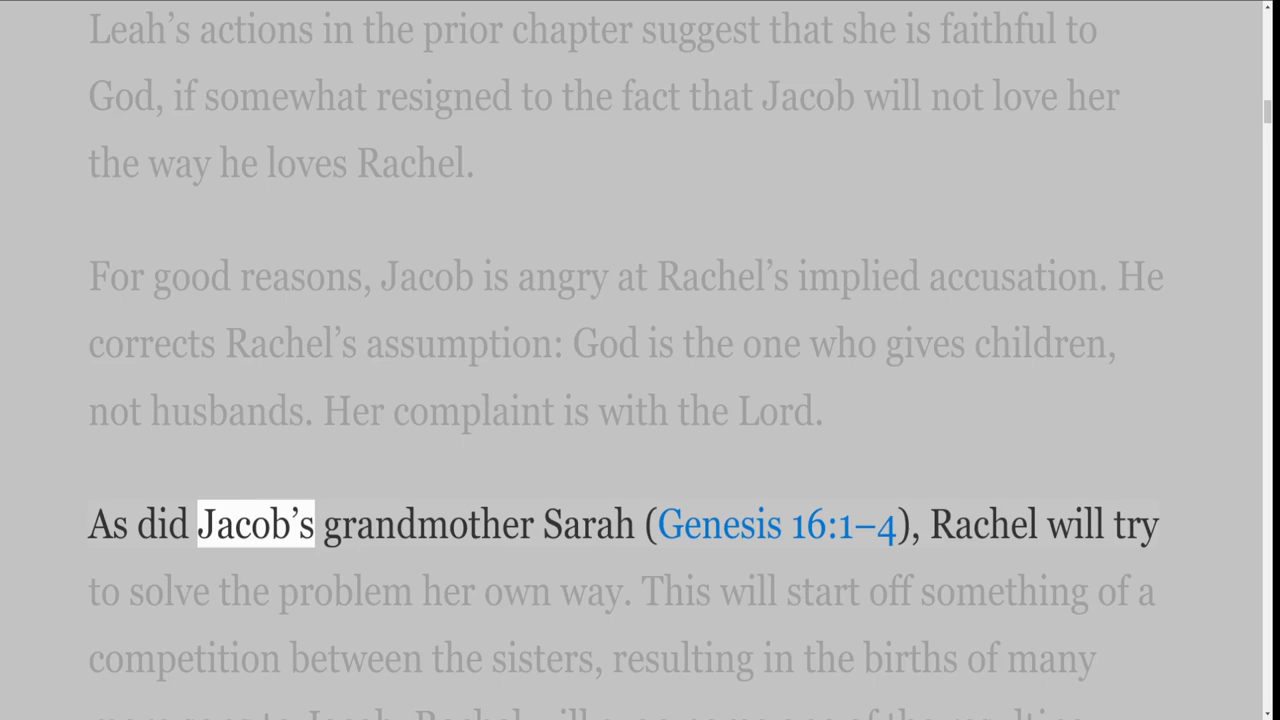 Leah’s actions in the prior chapter suggest that she is faithful to
God, if somewhat resigned to the fact that Jacob will not love her
the way he loves Rachel.
For good reasons, Jacob is angry at Rachel’s implied accusation. He
corrects Rachel’s assumption: God is the one who gives children,
not husbands. Her complaint is with the Lord.
As did Jacob’s grandmother Sarah (Genesis 16:1–4), Rachel will try
to solve the problem her own way. This will start off something of a
competition between the sisters, resulting in the births of many